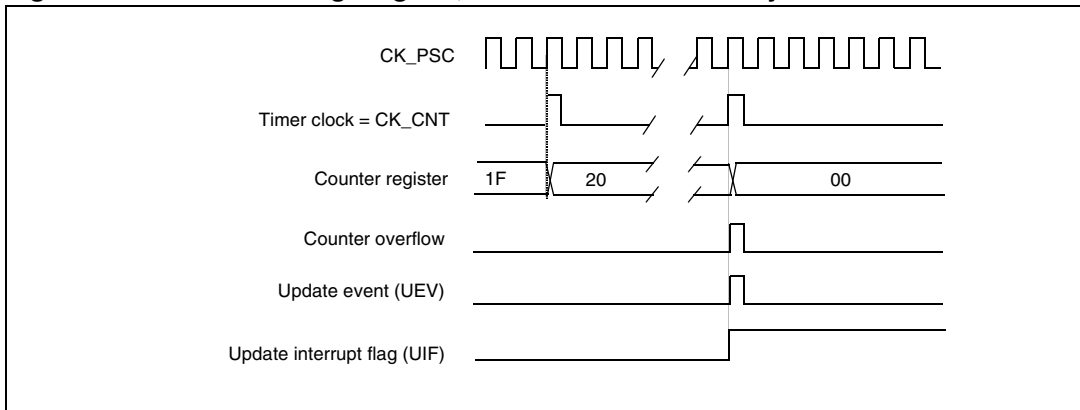 CK_PSC
Timer clock = CK_CNT
Counter register 1F 20 00
Counter overflow
Update event (UEV)
Update interrupt flag (UIF)